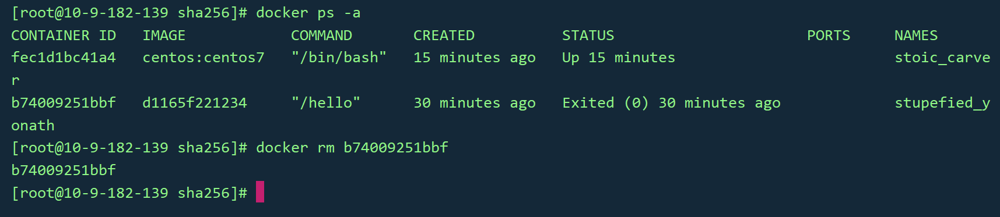 [root@10-9-182-139 sha256]# docker ps -a
CONTAINER ID   IMAGE            COMMAND       CREATED          STATUS                      PORTS     NAMES
fec1d1bc41a4   centos:centos7   "/bin/bash"   15 minutes ago   Up 15 minutes                         stoic_carve
r
b74009251bbf   d1165f221234     "/hello"      30 minutes ago   Exited (0) 30 minutes ago             stupefied_y
onath
[root@10-9-182-139 sha256]# docker rm b74009251bbf
b74009251bbf
[root@10-9-182-139 sha256]#